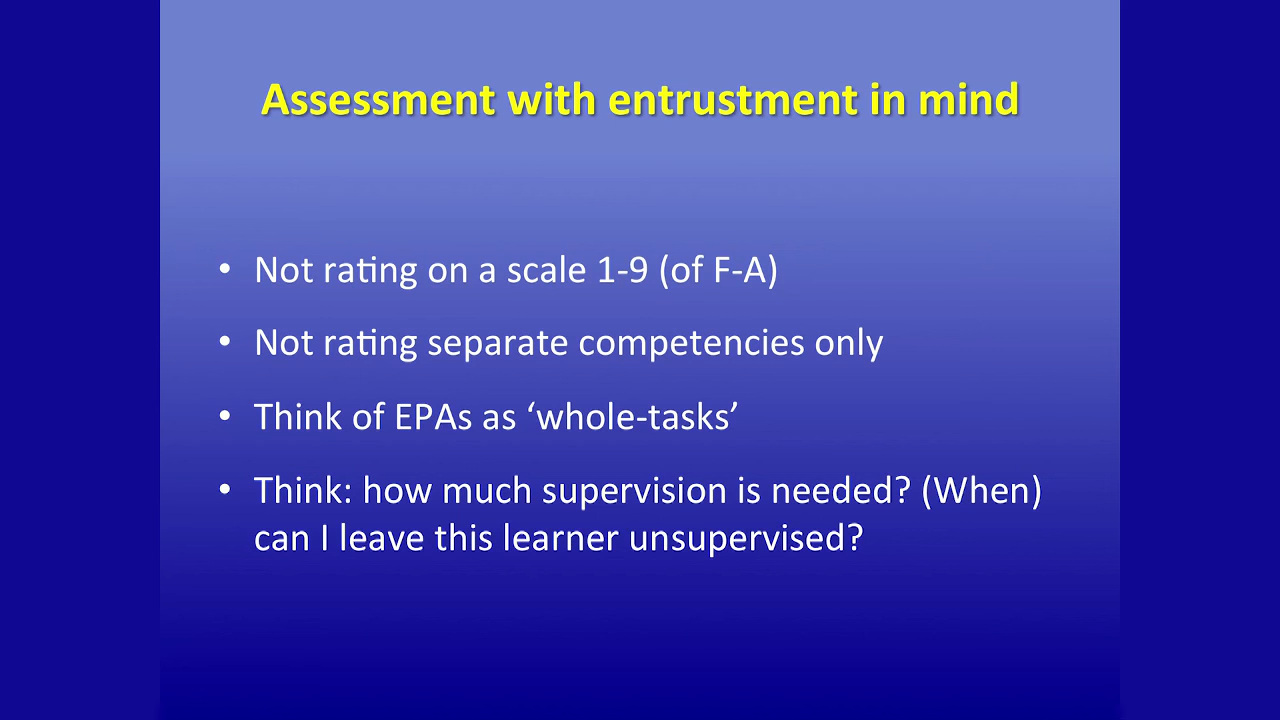 Assessment with entrustment in mind
• Not rating on a scale 1-9 (of F-A)
• Not rating separate competencies only
• Think of EPAs as ‘whole-tasks’
• Think: how much supervision is needed? (When)
can I leave this learner unsupervised?